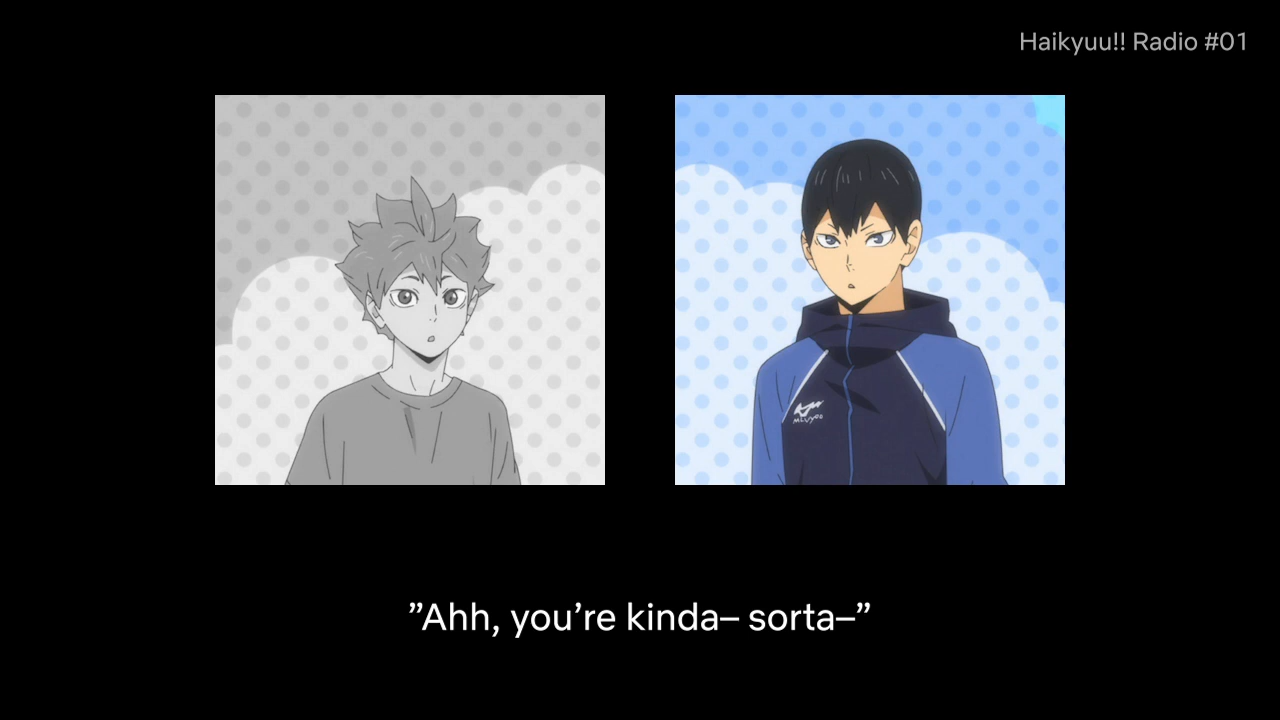 Haikyuu!! Radio #01
”Ahh, you’re kinda– sorta–”